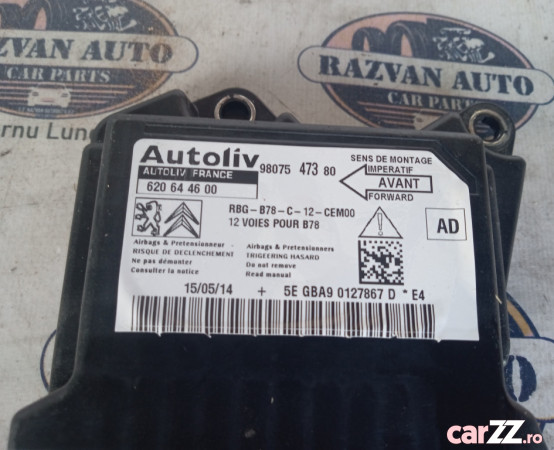 RAZVAN AUTO
CAR PARTS
RAZVAN AUTO
CAR PARTS
ernu Lun
Autoliv
AUTOLIV FRANCE
620 64 46 00
98075 473 80
SENS DE MONTAGE
IMPERATIF
AVANT
FORWARD
RBG-B78-C-12-CEM00
12 VOIES POUR B78
AD
Airbags & Pretensionneur
RISQUE DE DECLENCHEMENT
Ne pas démonter
Consulter la notice
Airbags & Pretensioners
TRIGEERING HASARD
Do not remove
Read manual
15/05/14 + 5E GBA9 0127867 D * E4
carzz.ro